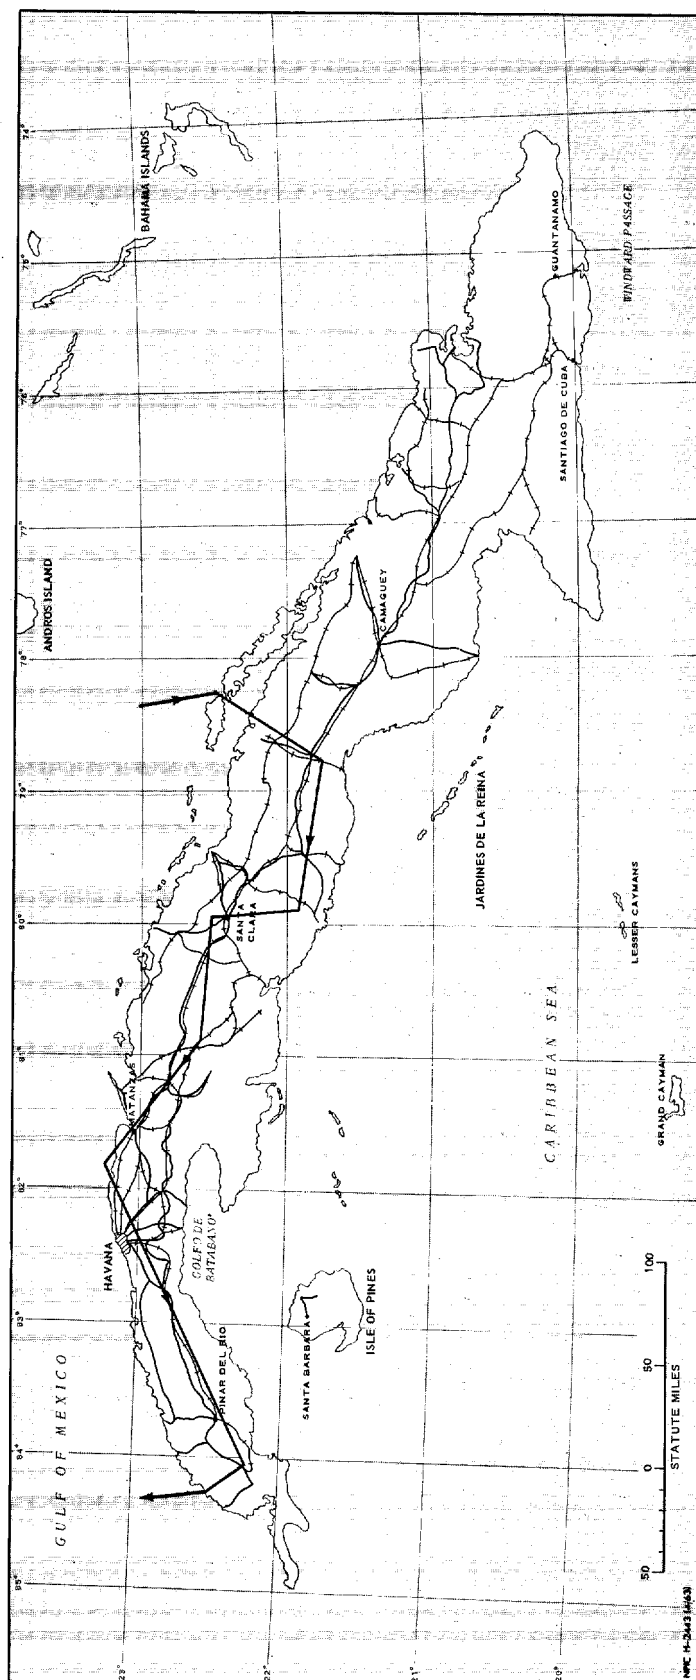 74°
75°
76°
77°
78°
79°
80°
81°
82°
83°
84°
85°
23°
22°
21°
20°
BAHAMA ISLANDS
ANDROS ISLAND
GUANTANAMO
WINDWARD PASSAGE
SANTIAGO DE CUBA
CAMAGUEY
JARDINES DE LA REINA
SANTA
CLARA
LESSER CAYMANS
CARIBBEAN SEA
GRAND CAYMAN
MATANZAS
HAVANA
GOLFO DE
BATABANO
PINAR DEL RIO
SANTA BARBARA
ISLE OF PINES
GULF OF MEXICO
50 0 50 100
STATUTE MILES